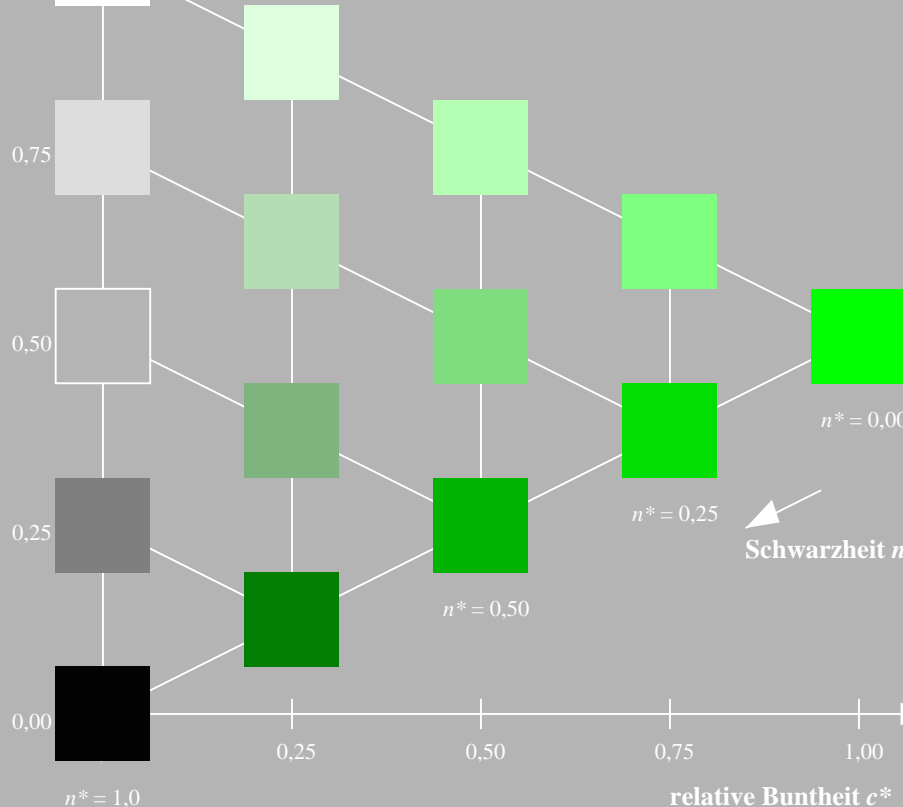 0,75
0,50
n* = 0,00
n* = 0,25
0,25
Schwarzheit n
n* = 0,50
0,00
0,25
0,50
0,75
1,00
n* = 1,0
relative Buntheit c*